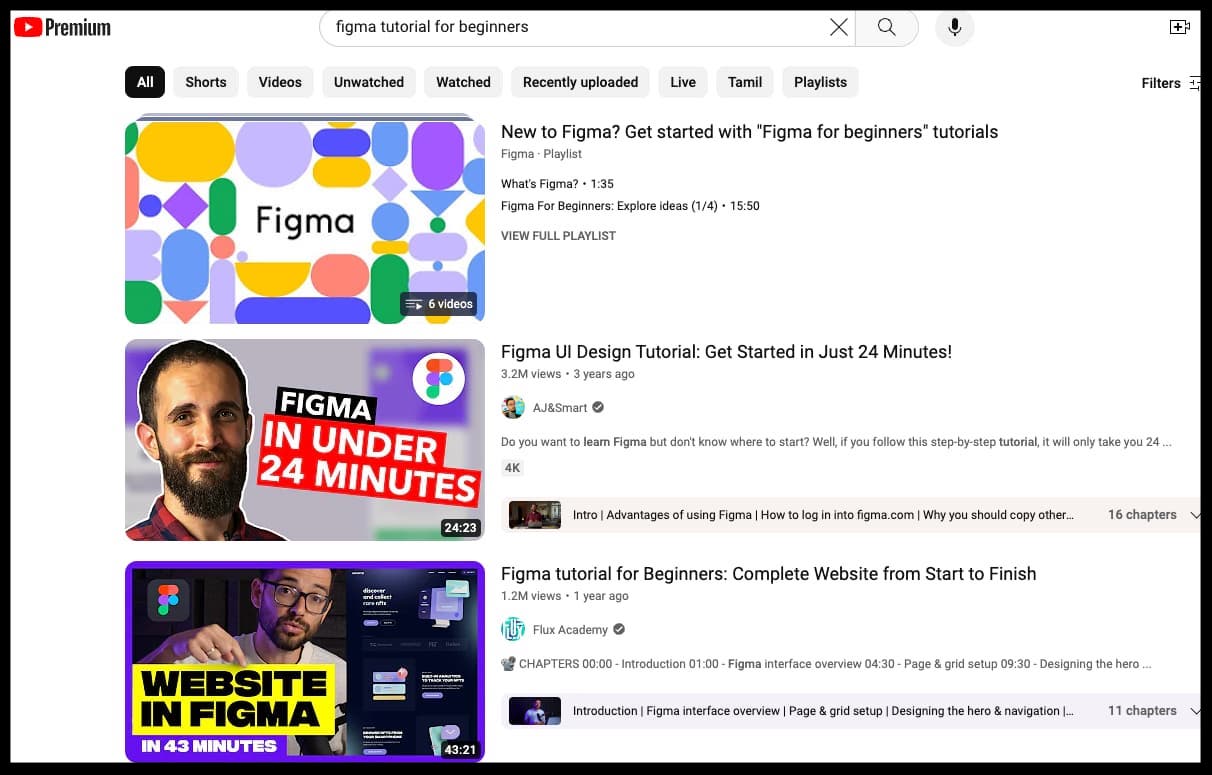 Premium
figma tutorial for beginners
All Shorts Videos Unwatched Watched Recently uploaded Live Tamil Playlists Filters
Figma
6 videos
New to Figma? Get started with "Figma for beginners" tutorials
Figma · Playlist
What's Figma? • 1:35
Figma For Beginners: Explore ideas (1/4) • 15:50
VIEW FULL PLAYLIST
FIGMA
IN UNDER
24 MINUTES
24:23
Figma UI Design Tutorial: Get Started in Just 24 Minutes!
3.2M views • 3 years ago
AJ&Smart
Do you want to learn Figma but don't know where to start? Well, if you follow this step-by-step tutorial, it will only take you 24 ...
4K
Intro | Advantages of using Figma | How to log in into figma.com | Why you should copy other... 16 chapters
discover
and collect
rare nfts
BUILT-IN ANALYTICS
TO TRACK YOUR NFTS
WEBSITE
IN FIGMA
IN 43 MINUTES
43:21
Figma tutorial for Beginners: Complete Website from Start to Finish
1.2M views • 1 year ago
Flux Academy
CHAPTERS 00:00 - Introduction 01:00 - Figma interface overview 04:30 - Page & grid setup 09:30 - Designing the hero ...
Introduction | Figma interface overview | Page & grid setup | Designing the hero & navigation |... 11 chapters